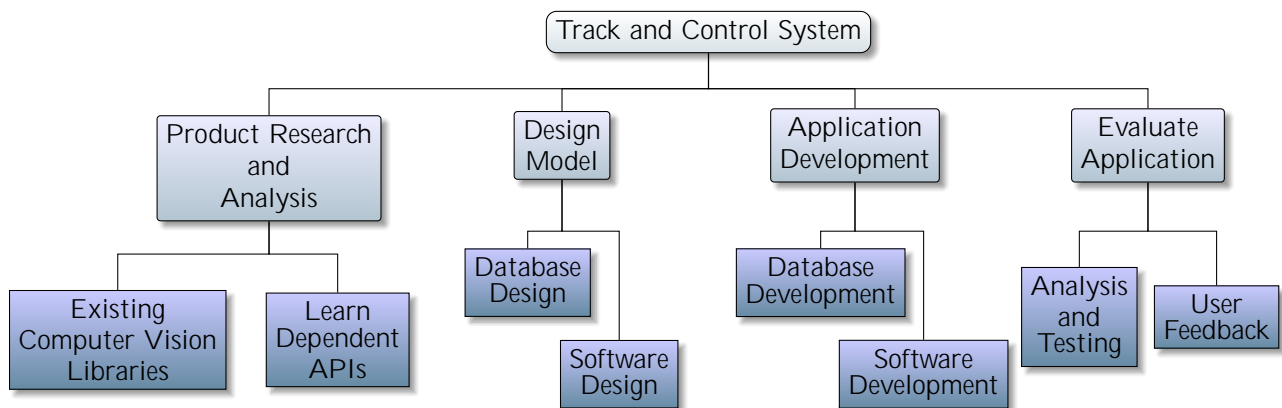 Track and Control System
Product Research
and
Analysis
Design
Model
Application
Development
Evaluate
Application
Existing
Computer Vision
Libraries
Learn
Dependent
APIs
Database
Design
Software
Design
Database
Development
Software
Development
Analysis
and
Testing
User
Feedback